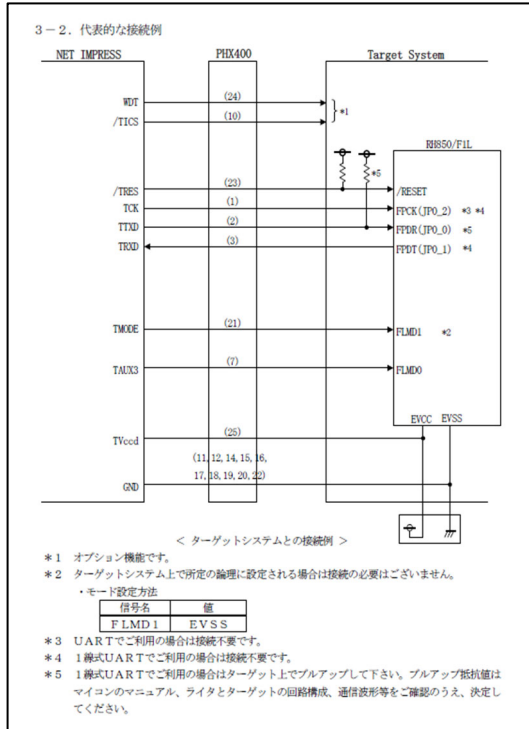 3－2．代表的な接続例
NET IMPRESS PHX400 Target System
WDT (24)
/TICS (10) *1
RH850/F1L
*5
/TRES (23) /RESET
TCK (1) FPCK(JP0_2) *3 *4
TTXD (2) FPDR(JP0_0) *5
TRXD (3) FPDT(JP0_1) *4
TMODE (21) FLMD1 *2
TAUX3 (7) FLMD0
EVCC EVSS
TVccd (25)
(11, 12, 14, 15, 16,
17, 18, 19, 20, 22)
GND
＜ ターゲットシステムとの接続例 ＞
＊1 オプション機能です。
＊2 ターゲットシステム上で所定の論理に設定される場合は接続の必要はございません。
・モード設定方法
信号名 値
ＦＬＭＤ１ ＥＶＳＳ
＊3 ＵＡＲＴでご利用の場合は接続不要です。
＊4 １線式ＵＡＲＴでご利用の場合は接続不要です。
＊5 １線式ＵＡＲＴでご利用の場合はターゲット上でプルアップして下さい。プルアップ抵抗値は
マイコンのマニュアル、ライタとターゲットの回路構成、通信波形等をご確認のうえ、決定し
てください。